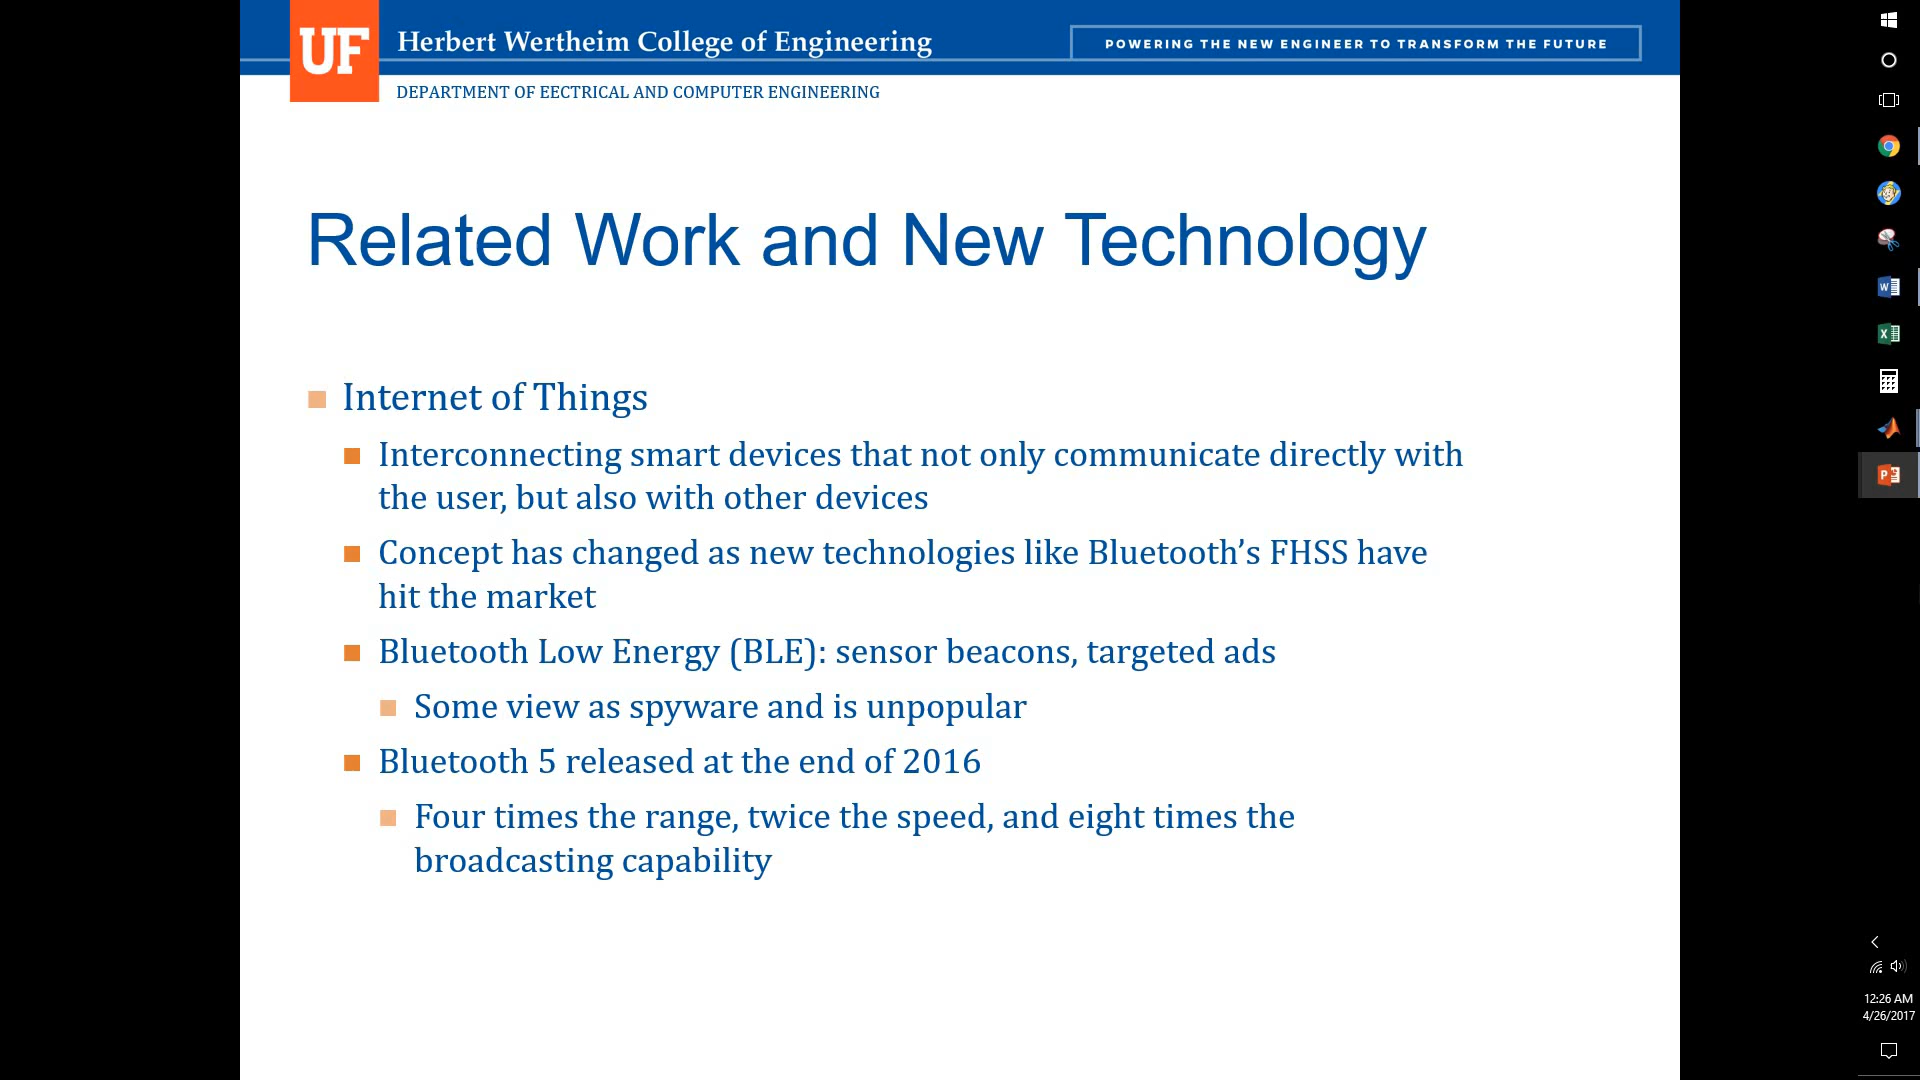 UF
Herbert Wertheim College of Engineering
POWERING THE NEW ENGINEER TO TRANSFORM THE FUTURE
DEPARTMENT OF EECTRICAL AND COMPUTER ENGINEERING
Related Work and New Technology
Internet of Things
Interconnecting smart devices that not only communicate directly with
the user, but also with other devices
Concept has changed as new technologies like Bluetooth’s FHSS have
hit the market
Bluetooth Low Energy (BLE): sensor beacons, targeted ads
Some view as spyware and is unpopular
Bluetooth 5 released at the end of 2016
Four times the range, twice the speed, and eight times the
broadcasting capability
12:26 AM
4/26/2017